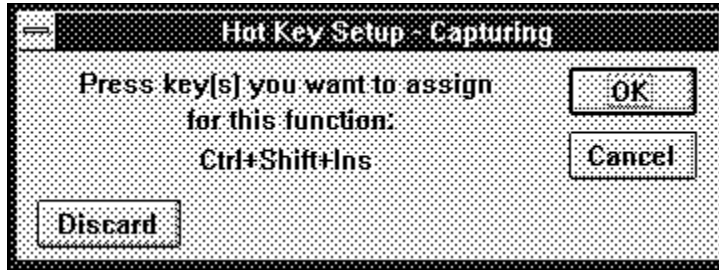 Hot Key Setup - Capturing
Press key(s) you want to assign
for this function:
Ctrl+Shift+Ins
OK
Cancel
Discard